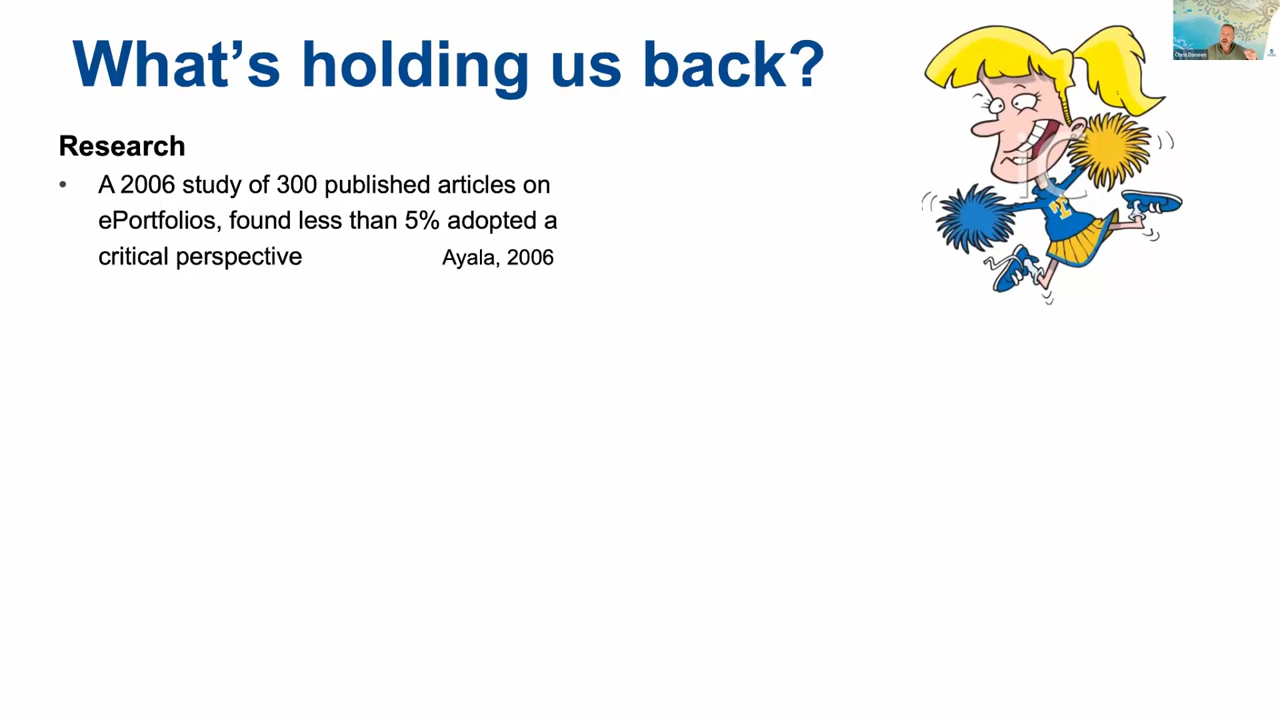 What's holding us back?
Research
• A 2006 study of 300 published articles on
ePortfolios, found less than 5% adopted a
critical perspective Ayala, 2006
T
iC